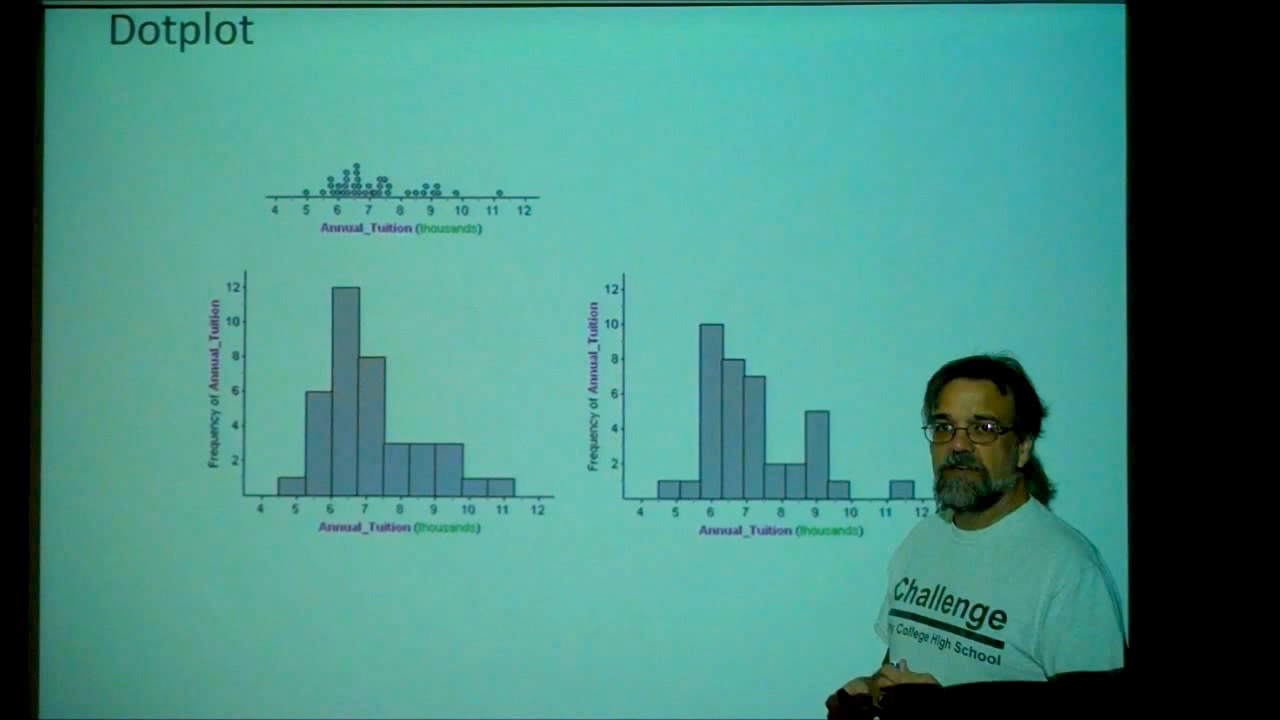 Dotplot
4 5 6 7 8 9 10 11 12
Annual_Tuition (thousands)
Frequency of Annual_Tuition
12
10
8
6
4
2
4 5 6 7 8 9 10 11 12
Annual_Tuition (thousands)
Frequency of Annual_Tuition
12
10
8
6
4
2
4 5 6 7 8 9 10 11 12
Annual_Tuition (thousands)
Challenge
College High School